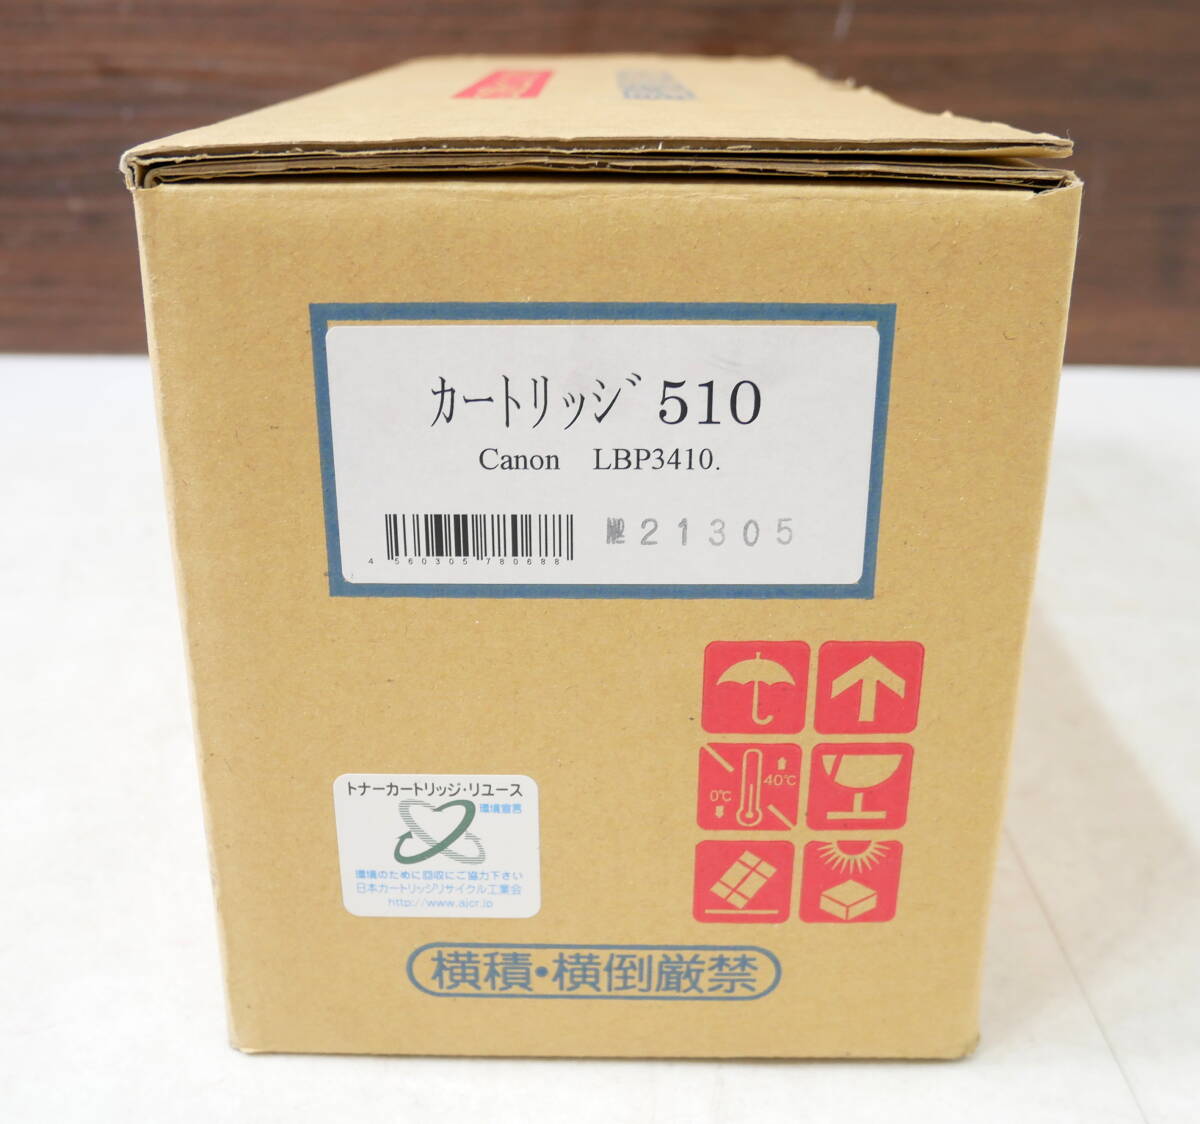 カートリッジ 510
Canon LBP3410.
№ 21305
4 560305 780688
40℃
0℃
トナーカートリッジ・リユース
環境宣言
環境のために回収にご協力下さい
日本カートリッジリサイクル工業会
http://www.ajcr.jp
横積・横倒厳禁